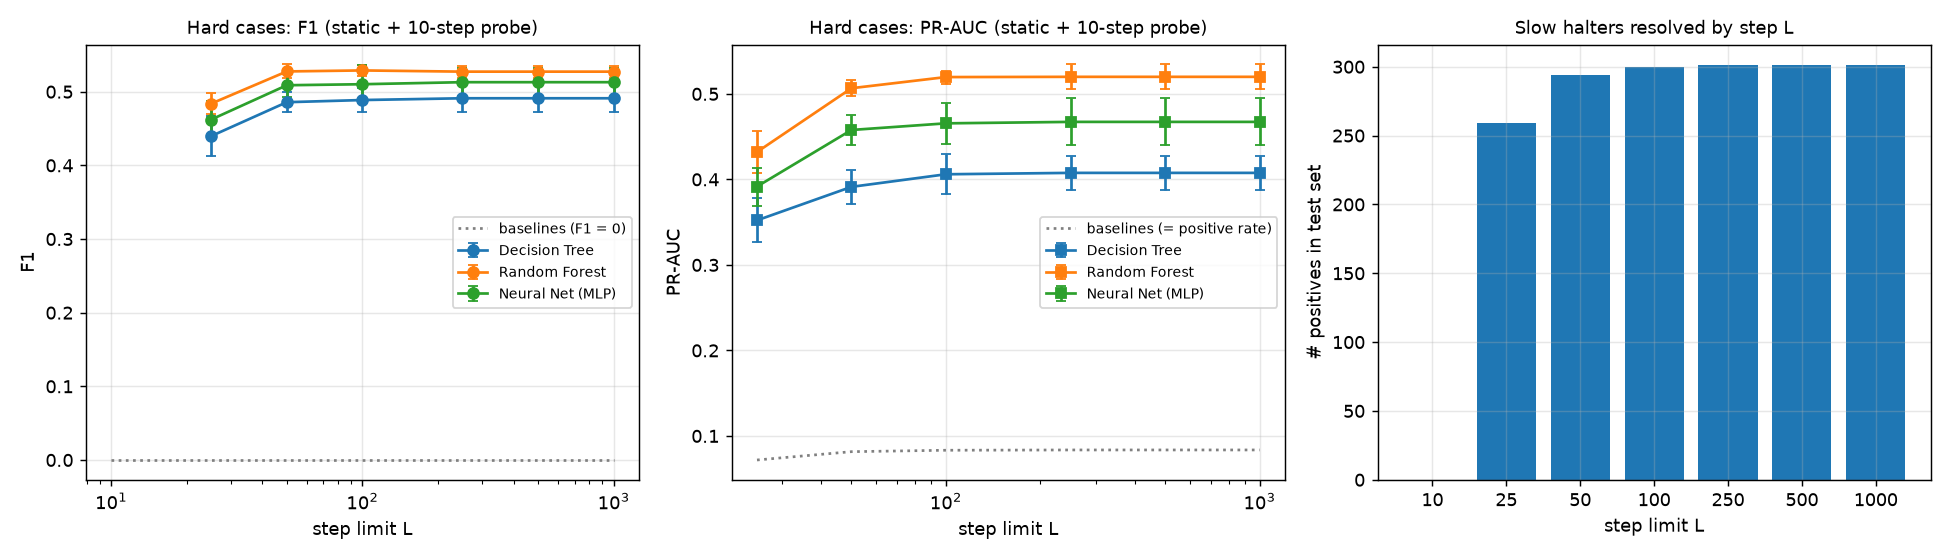 Hard cases: F1 (static + 10-step probe)
F1
0.5
0.4
0.3
0.2
0.1
0.0
10¹
10²
10³
step limit L
baselines (F1 = 0)
Decision Tree
Random Forest
Neural Net (MLP)
Hard cases: PR-AUC (static + 10-step probe)
PR-AUC
0.5
0.4
0.3
0.2
0.1
10²
10³
step limit L
baselines (= positive rate)
Decision Tree
Random Forest
Neural Net (MLP)
Slow halters resolved by step L
# positives in test set
300
250
200
150
100
50
0
10
25
50
100
250
500
1000
step limit L